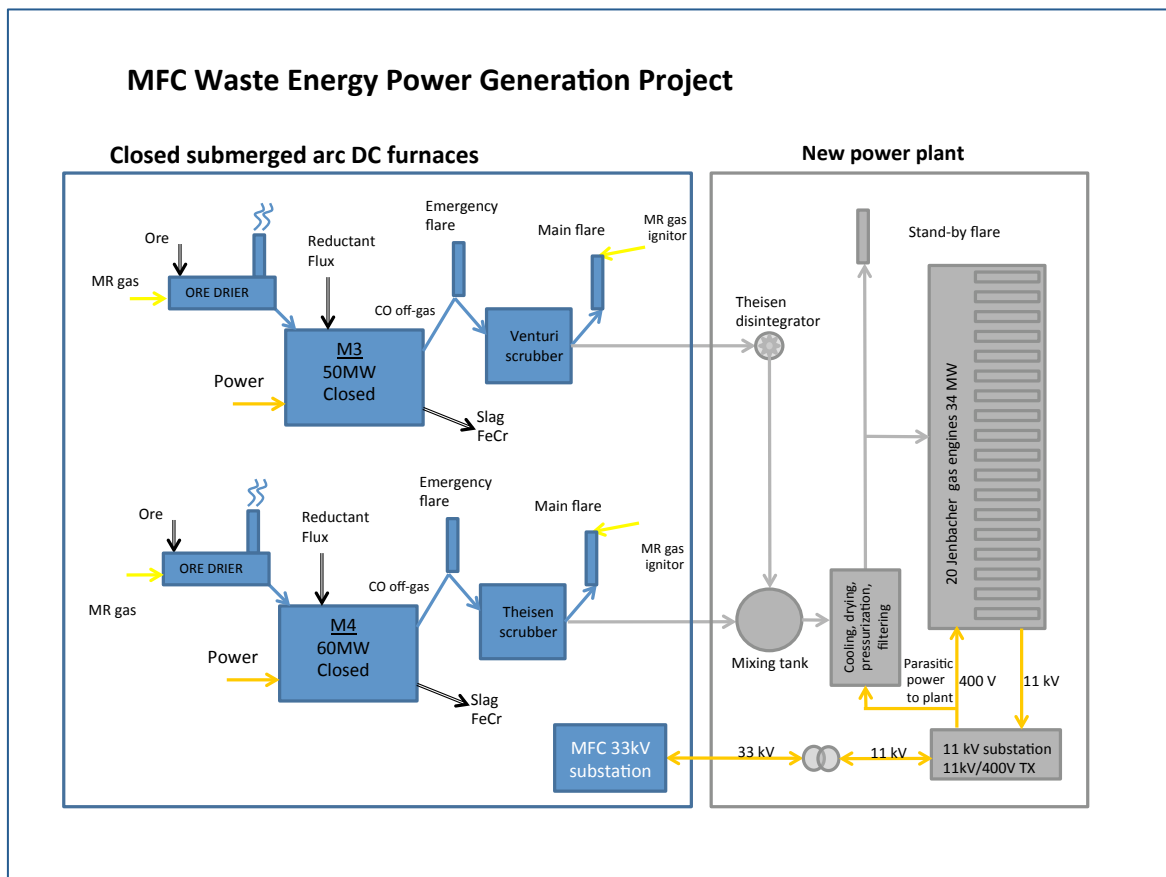 MFC Waste Energy Power Generation Project
Closed submerged arc DC furnaces
New power plant
Ore
MR gas
ORE DRIER
Reductant
Flux
Emergency
flare
CO off-gas
Main flare
MR gas
ignitor
M3
50MW
Closed
Power
Venturi
scrubber
Slag
FeCr
Ore
MR gas
ORE DRIER
Reductant
Flux
Emergency
flare
CO off-gas
Main flare
MR gas
ignitor
M4
60MW
Closed
Power
Theisen
scrubber
Slag
FeCr
MFC 33kV
substation
Stand-by flare
Theisen
disintegrator
20 Jenbacher gas engines 34 MW
Mixing tank
Cooling, drying,
pressurization,
filtering
Parasitic
power
to plant
400 V
11 kV
33 kV
11 kV
11 kV substation
11kV/400V TX